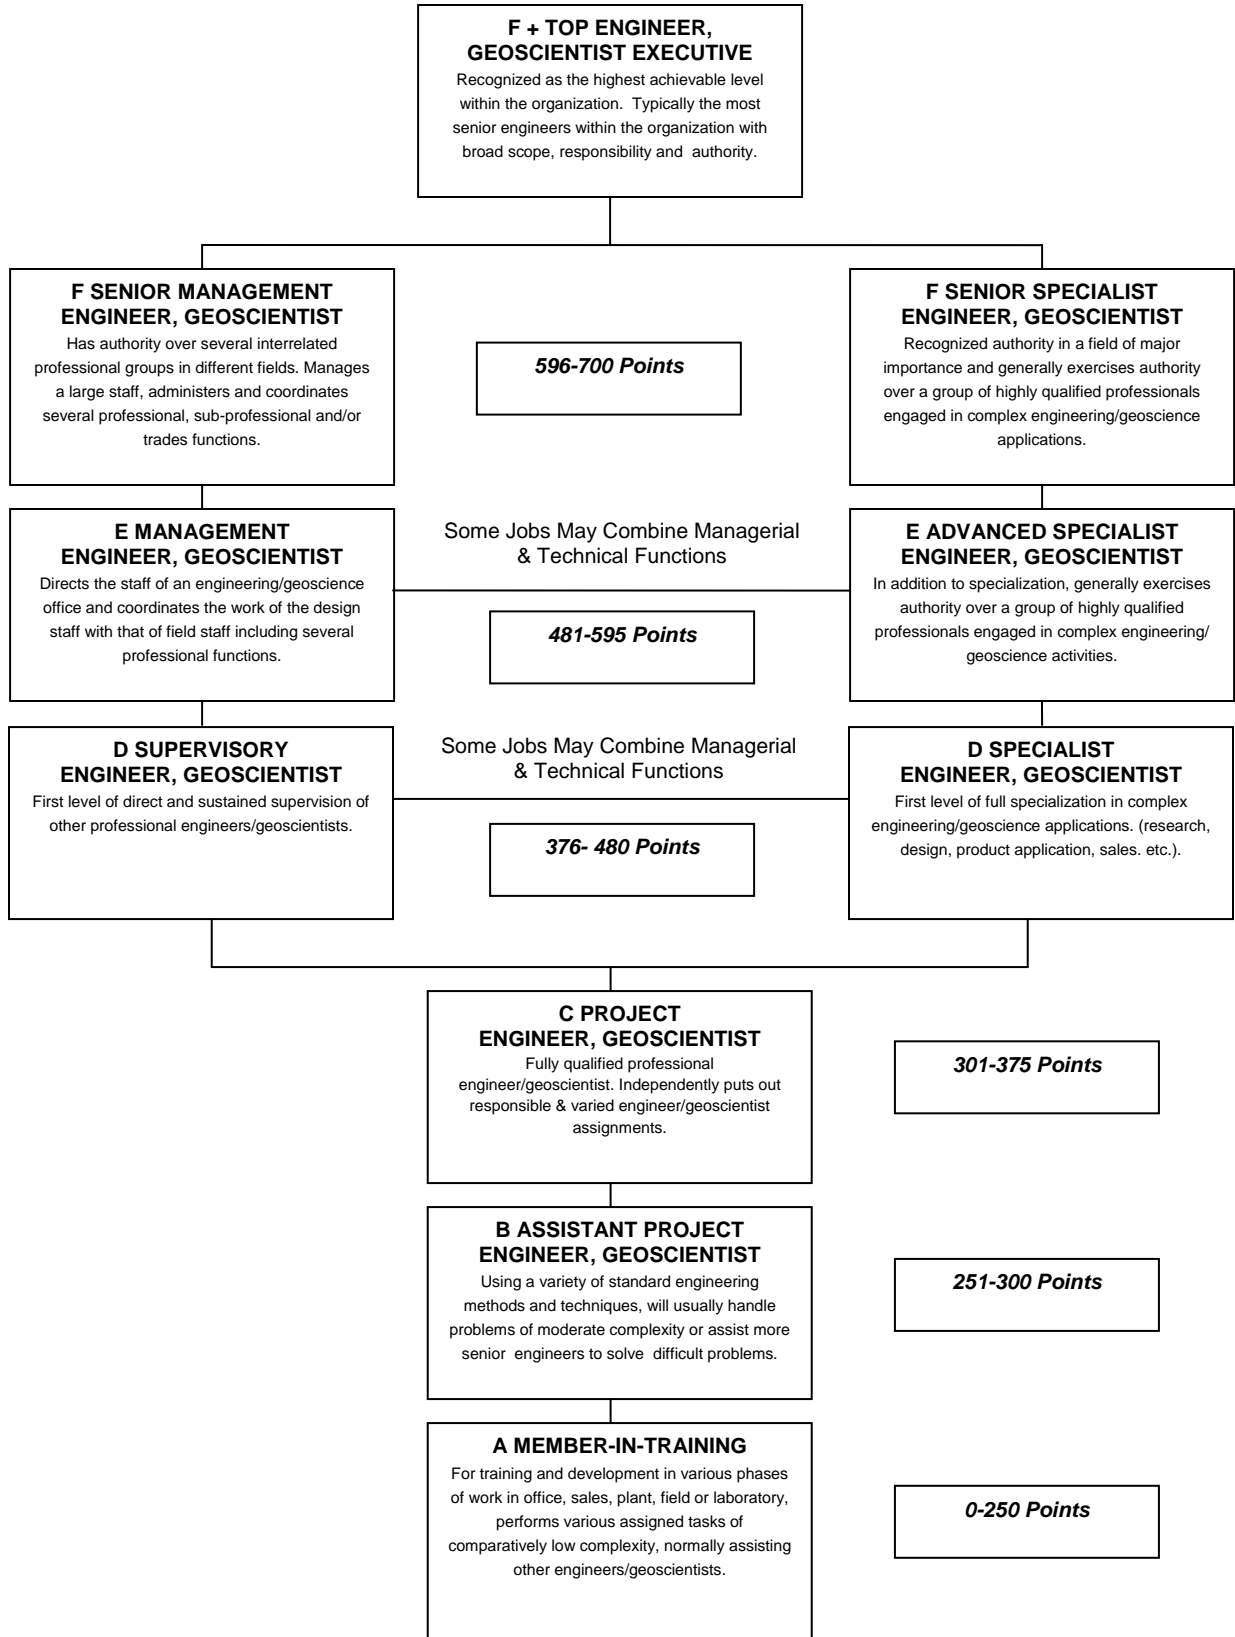 F + TOP ENGINEER,
GEOSCIENTIST EXECUTIVE
Recognized as the highest achievable level
within the organization.  Typically the most
senior engineers within the organization with
broad scope, responsibility and  authority.
F SENIOR MANAGEMENT
ENGINEER, GEOSCIENTIST
Has authority over several interrelated
professional groups in different fields. Manages
a large staff, administers and coordinates
several professional, sub-professional and/or
trades functions.
596-700 Points
F SENIOR SPECIALIST
ENGINEER, GEOSCIENTIST
Recognized authority in a field of major
importance and generally exercises authority
over a group of highly qualified professionals
engaged in complex engineering/geoscience
applications.
E MANAGEMENT
ENGINEER, GEOSCIENTIST
Directs the staff of an engineering/geoscience
office and coordinates the work of the design
staff with that of field staff including several
professional functions.
Some Jobs May Combine Managerial
& Technical Functions
481-595 Points
E ADVANCED SPECIALIST
ENGINEER, GEOSCIENTIST
In addition to specialization, generally exercises
authority over a group of highly qualified
professionals engaged in complex engineering/
geoscience activities.
D SUPERVISORY
ENGINEER, GEOSCIENTIST
First level of direct and sustained supervision of
other professional engineers/geoscientists.
Some Jobs May Combine Managerial
& Technical Functions
376- 480 Points
D SPECIALIST
ENGINEER, GEOSCIENTIST
First level of full specialization in complex
engineering/geoscience applications. (research,
design, product application, sales. etc.).
C PROJECT
ENGINEER, GEOSCIENTIST
Fully qualified professional
engineer/geoscientist. Independently puts out
responsible & varied engineer/geoscientist
assignments.
301-375 Points
B ASSISTANT PROJECT
ENGINEER, GEOSCIENTIST
Using a variety of standard engineering
methods and techniques, will usually handle
problems of moderate complexity or assist more
senior  engineers to solve  difficult problems.
251-300 Points
A MEMBER-IN-TRAINING
For training and development in various phases
of work in office, sales, plant, field or laboratory,
performs various assigned tasks of
comparatively low complexity, normally assisting
other engineers/geoscientists.
0-250 Points